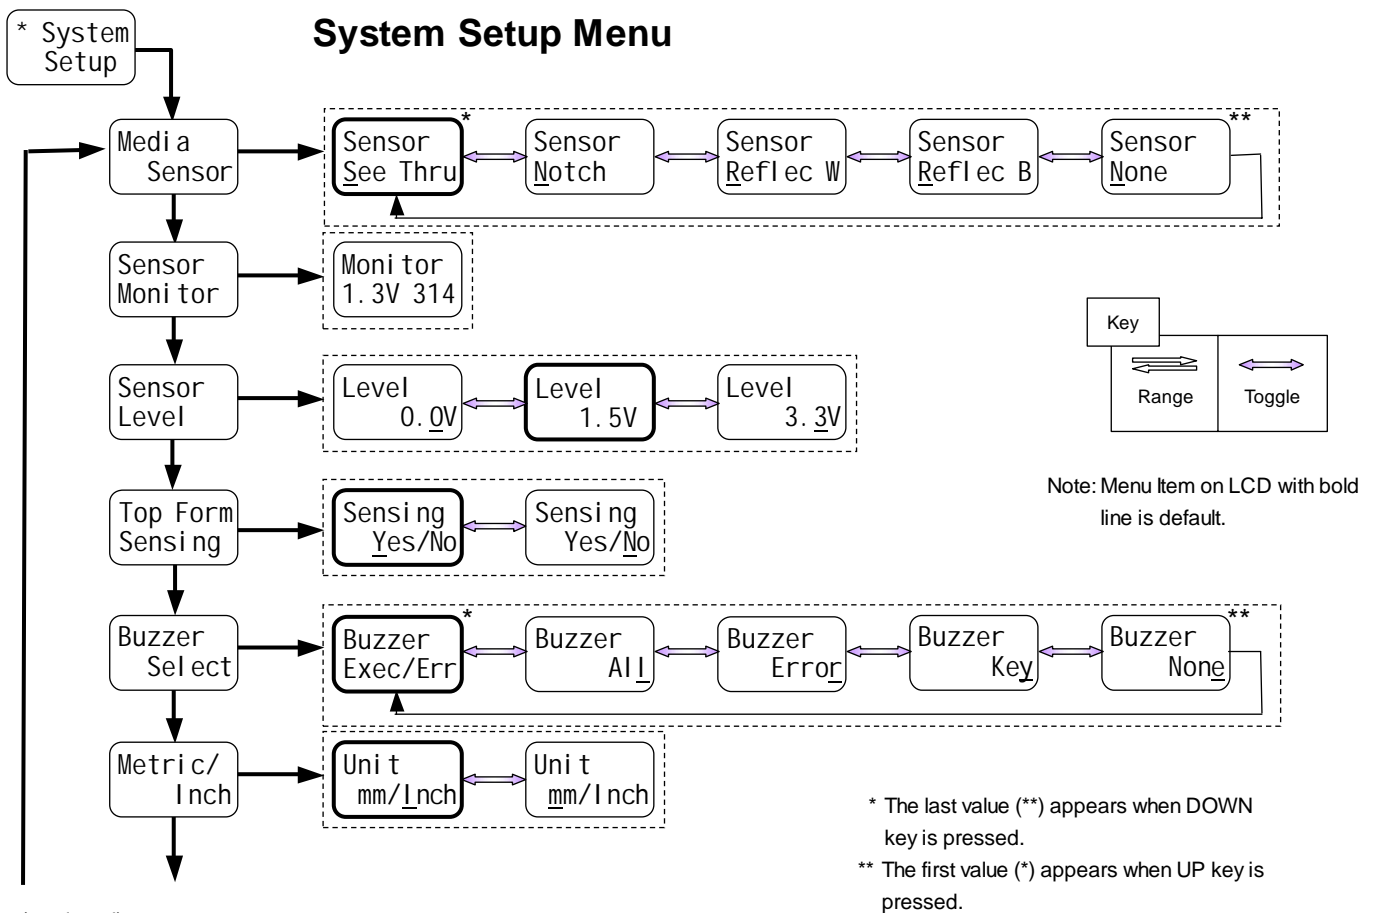 * System
Setup
System Setup Menu
Media
Sensor
Sensor
See Thru
*
Sensor
Notch
Sensor
Reflec W
Sensor
Reflec B
Sensor
None
**
Sensor
Monitor
Monitor
1.3V 314
Key
Range
Toggle
Sensor
Level
Level
0.0V
Level
1.5V
Level
3.3V
Note: Menu Item on LCD with bold
line is default.
Top Form
Sensing
Sensing
Yes/No
Sensing
Yes/No
Buzzer
Select
Buzzer
Exec/Err
*
Buzzer
All
Buzzer
Error
Buzzer
Key
Buzzer
None
**
Metric/
Inch
Unit
mm/Inch
Unit
mm/Inch
* The last value (**) appears when DOWN
key is pressed.
** The first value (*) appears when UP key is
pressed.